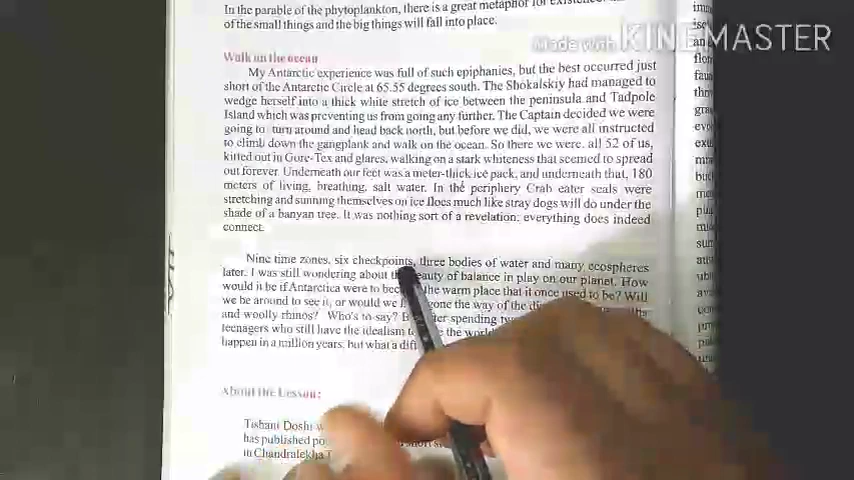 In the parable of the phytoplankton, there is a great metaphor for
of the small things and the big things will fall into place.
Made with KINEMASTER
Walk on the ocean
My Antarctic experience was full of such epiphanies, but the best occurred just
short of the Antarctic Circle at 65.55 degrees south. The Shokalskiy had managed to
wedge herself into a thick white stretch of ice between the peninsula and Tadpole
Island which was preventing us from going any further. The Captain decided we were
going to turn around and head back north, but before we did, we were all instructed
to climb down the gangplank and walk on the ocean. So there we were, all 52 of us,
kitted out in Gore-Tex and glares, walking on a stark whiteness that seemed to spread
out forever. Underneath our feet was a meter-thick ice pack, and underneath that, 180
meters of living, breathing, salt water. In the periphery Crab eater seals were
stretching and sunning themselves on ice floes much like stray dogs will do under the
shade of a banyan tree. It was nothing sort of a revelation: everything does indeed
connect.
Nine time zones, six checkpoints, three bodies of water and many ecospheres
later, I was still wondering about beauty of balance in play on our planet. How
would it be if Antarctica were to the warm place that it once used to be? Will
we be around to see it, or would we gone the way of the
and woolly rhinos? Who's to say? spending
teenagers who still have the idealism the
happen in a million years, but what a
About the Lesson:
Tishani Doshi
has published
in Chandralekha